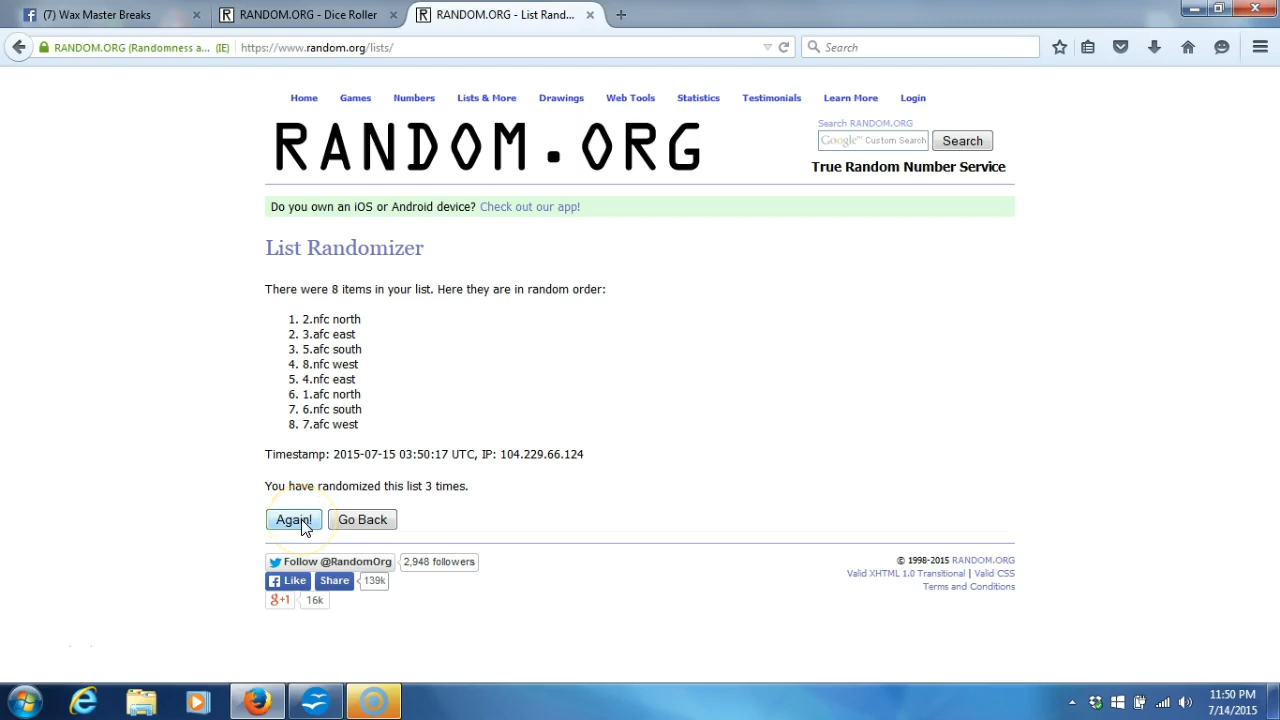 (7) Wax Master Breaks
RANDOM.ORG - Dice Roller
RANDOM.ORG - List Rand...
RANDOM.ORG (Randomness a... (IE)
https://www.random.org/lists/
Search
Home Games Numbers Lists & More Drawings Web Tools Statistics Testimonials Learn More Login
RANDOM.ORG
Search RANDOM.ORG
Google™ Custom Search Search
True Random Number Service
Do you own an iOS or Android device? Check out our app!
List Randomizer
There were 8 items in your list. Here they are in random order:
1. 2.nfc north
2. 3.afc east
3. 5.afc south
4. 8.nfc west
5. 4.nfc east
6. 1.afc north
7. 6.nfc south
8. 7.afc west
Timestamp: 2015-07-15 03:50:17 UTC, IP: 104.229.66.124
You have randomized this list 3 times.
Again! Go Back
Follow @RandomOrg 2,948 followers
Like Share 139k
g+1 16k
© 1998-2015 RANDOM.ORG
Valid XHTML 1.0 Transitional | Valid CSS
Terms and Conditions
11:50 PM
7/14/2015